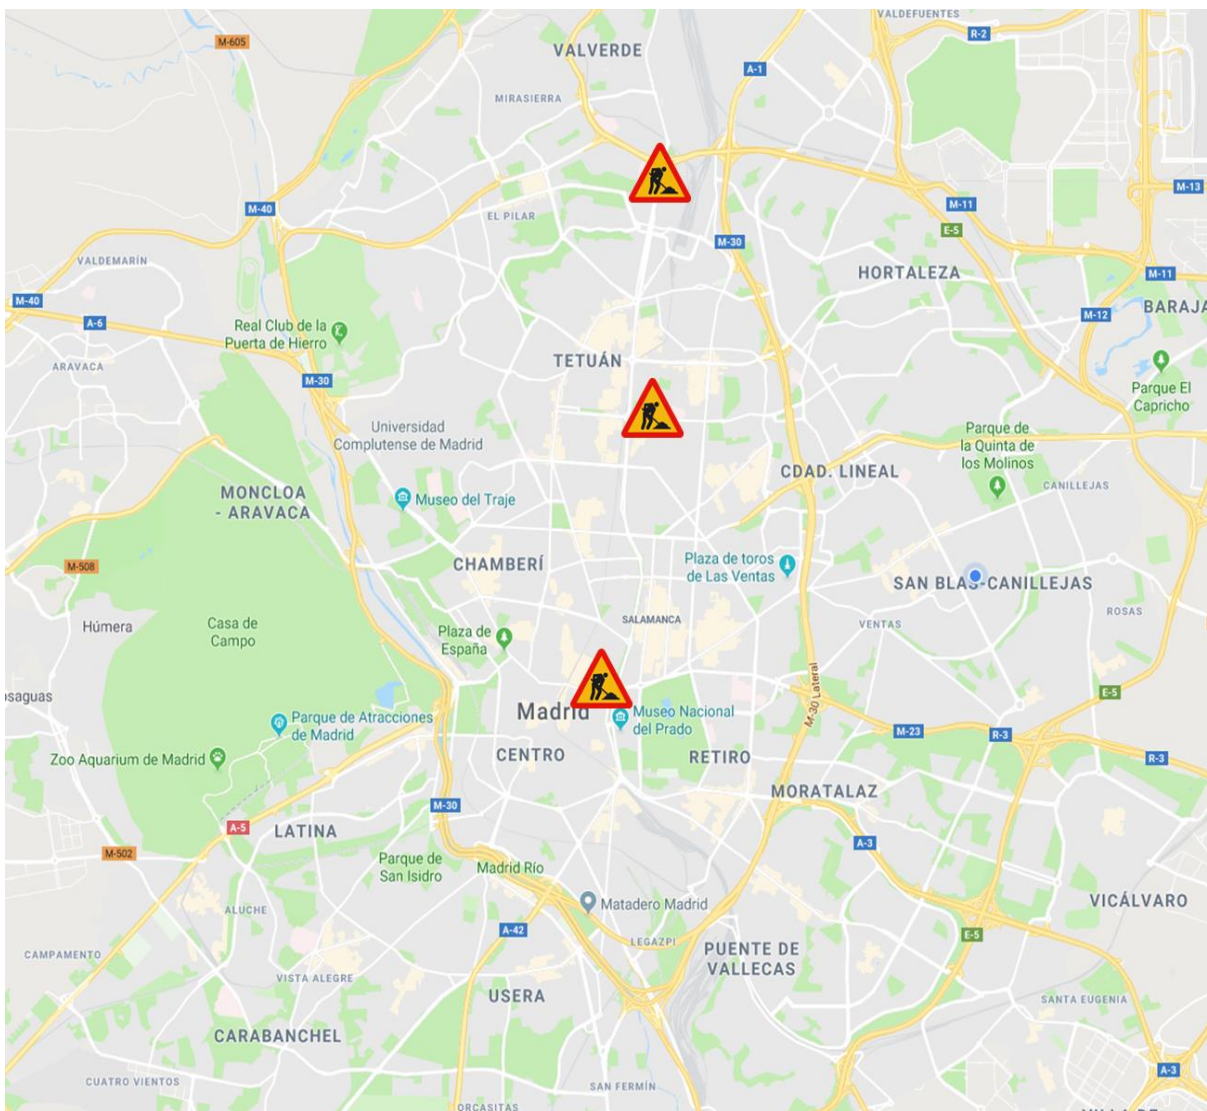 VALDEFUENTES
M-605
R-2
VALVERDE
A-1
MIRASIERRA
M-13
M-40
M-11
EL PILAR
E-5
M-30
VALDEMARÍN
HORTALEZA
M-11
M-40
A-6
M-12
BARAJA
Real Club de la
Puerta de Hierro
TETUÁN
ARAVACA
M-30
Parque El
Capricho
Universidad
Complutense de Madrid
Parque de
la Quinta de
los Molinos
CDAD. LINEAL
CANILLEJAS
MONCLOA
- ARAVACA
Museo del Traje
CHAMBERÍ
Plaza de toros
de Las Ventas
M-508
SAN BLAS-CANILLEJAS
ROSAS
Húmera
Casa de
Campo
Plaza de
España
SALAMANCA
VENTAS
osaguas
M-30 Lateral
E-5
Madrid
Museo Nacional
del Prado
Parque de Atracciones
de Madrid
M-23
R-3
R-3
Zoo Aquarium de Madrid
CENTRO
RETIRO
MORATALAZ
M-30
A-5
LATINA
A-3
M-502
Parque de
San Isidro
Madrid Río
Matadero Madrid
VICÁLVARO
ALUCHE
A-42
LEGAZPI
E-5
CAMPAMENTO
PUENTE DE
VALLECAS
VISTA ALEGRE
USERA
SANTA EUGENIA
CARABANCHEL
A-3
CUATRO VIENTOS
SAN FERMÍN
ORCASITAS